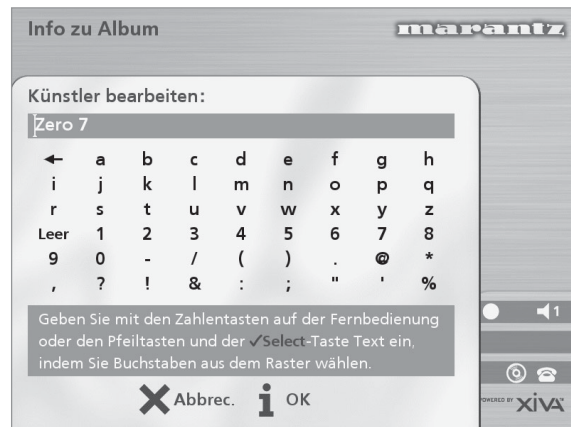 Info zu Album
marantz
Künstler bearbeiten:
Zero 7
← a b c d e f g h
i j k l m n o p q
r s t u v w x y z
Leer 1 2 3 4 5 6 7 8
9 0 - / ( ) . @ *
, ? ! & : ; " ' %
Geben Sie mit den Zahlentasten auf der Fernbedienung
oder den Pfeiltasten und der ✓Select-Taste Text ein,
indem Sie Buchstaben aus dem Raster wählen.
1
Abbrec. i OK
POWERED BY XiVA™